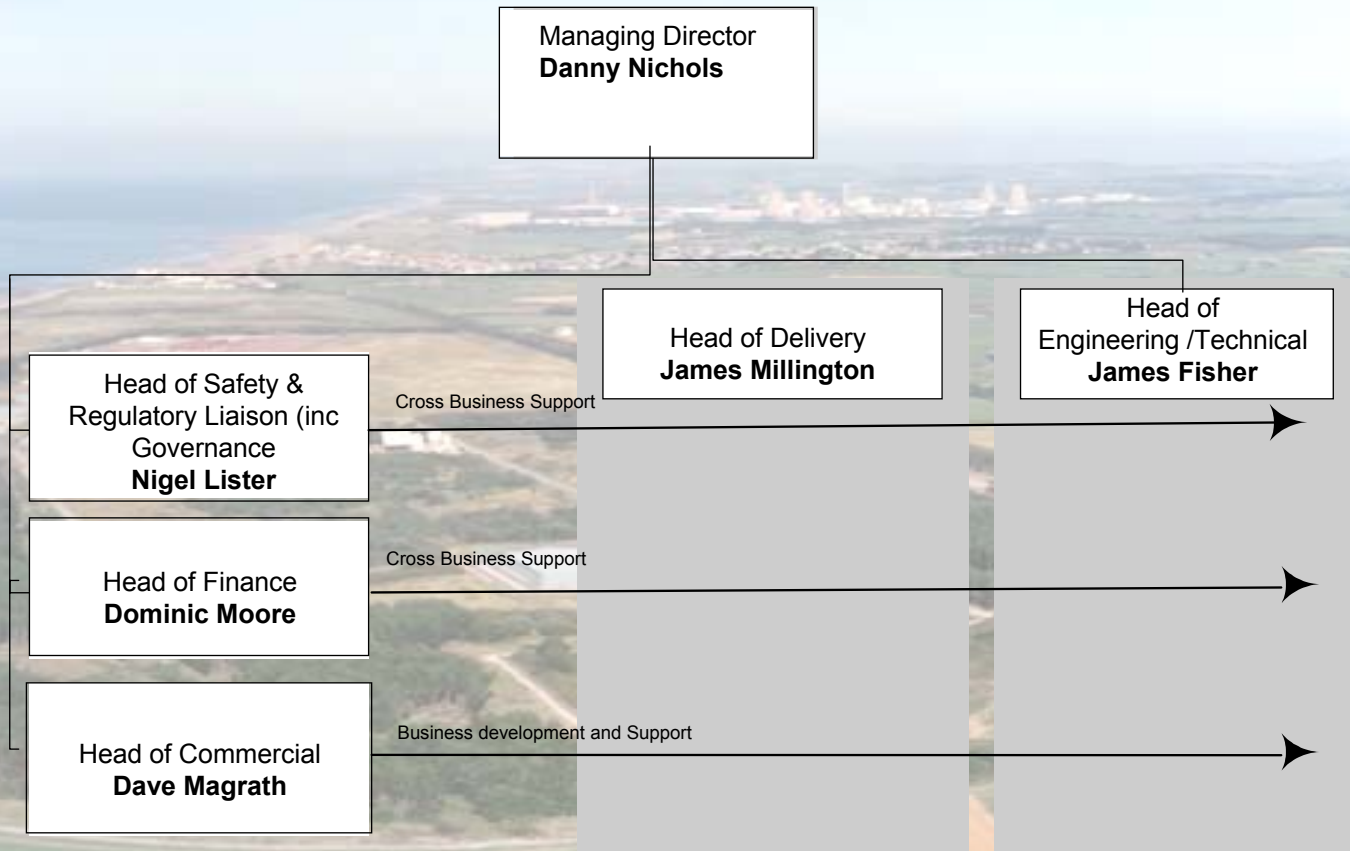 Managing Director
Danny Nichols
Head of Delivery
James Millington
Head of
Engineering /Technical
James Fisher
Head of Safety &
Regulatory Liaison (inc
Governance
Nigel Lister
Cross Business Support
Head of Finance
Dominic Moore
Cross Business Support
Head of Commercial
Dave Magrath
Business development and Support